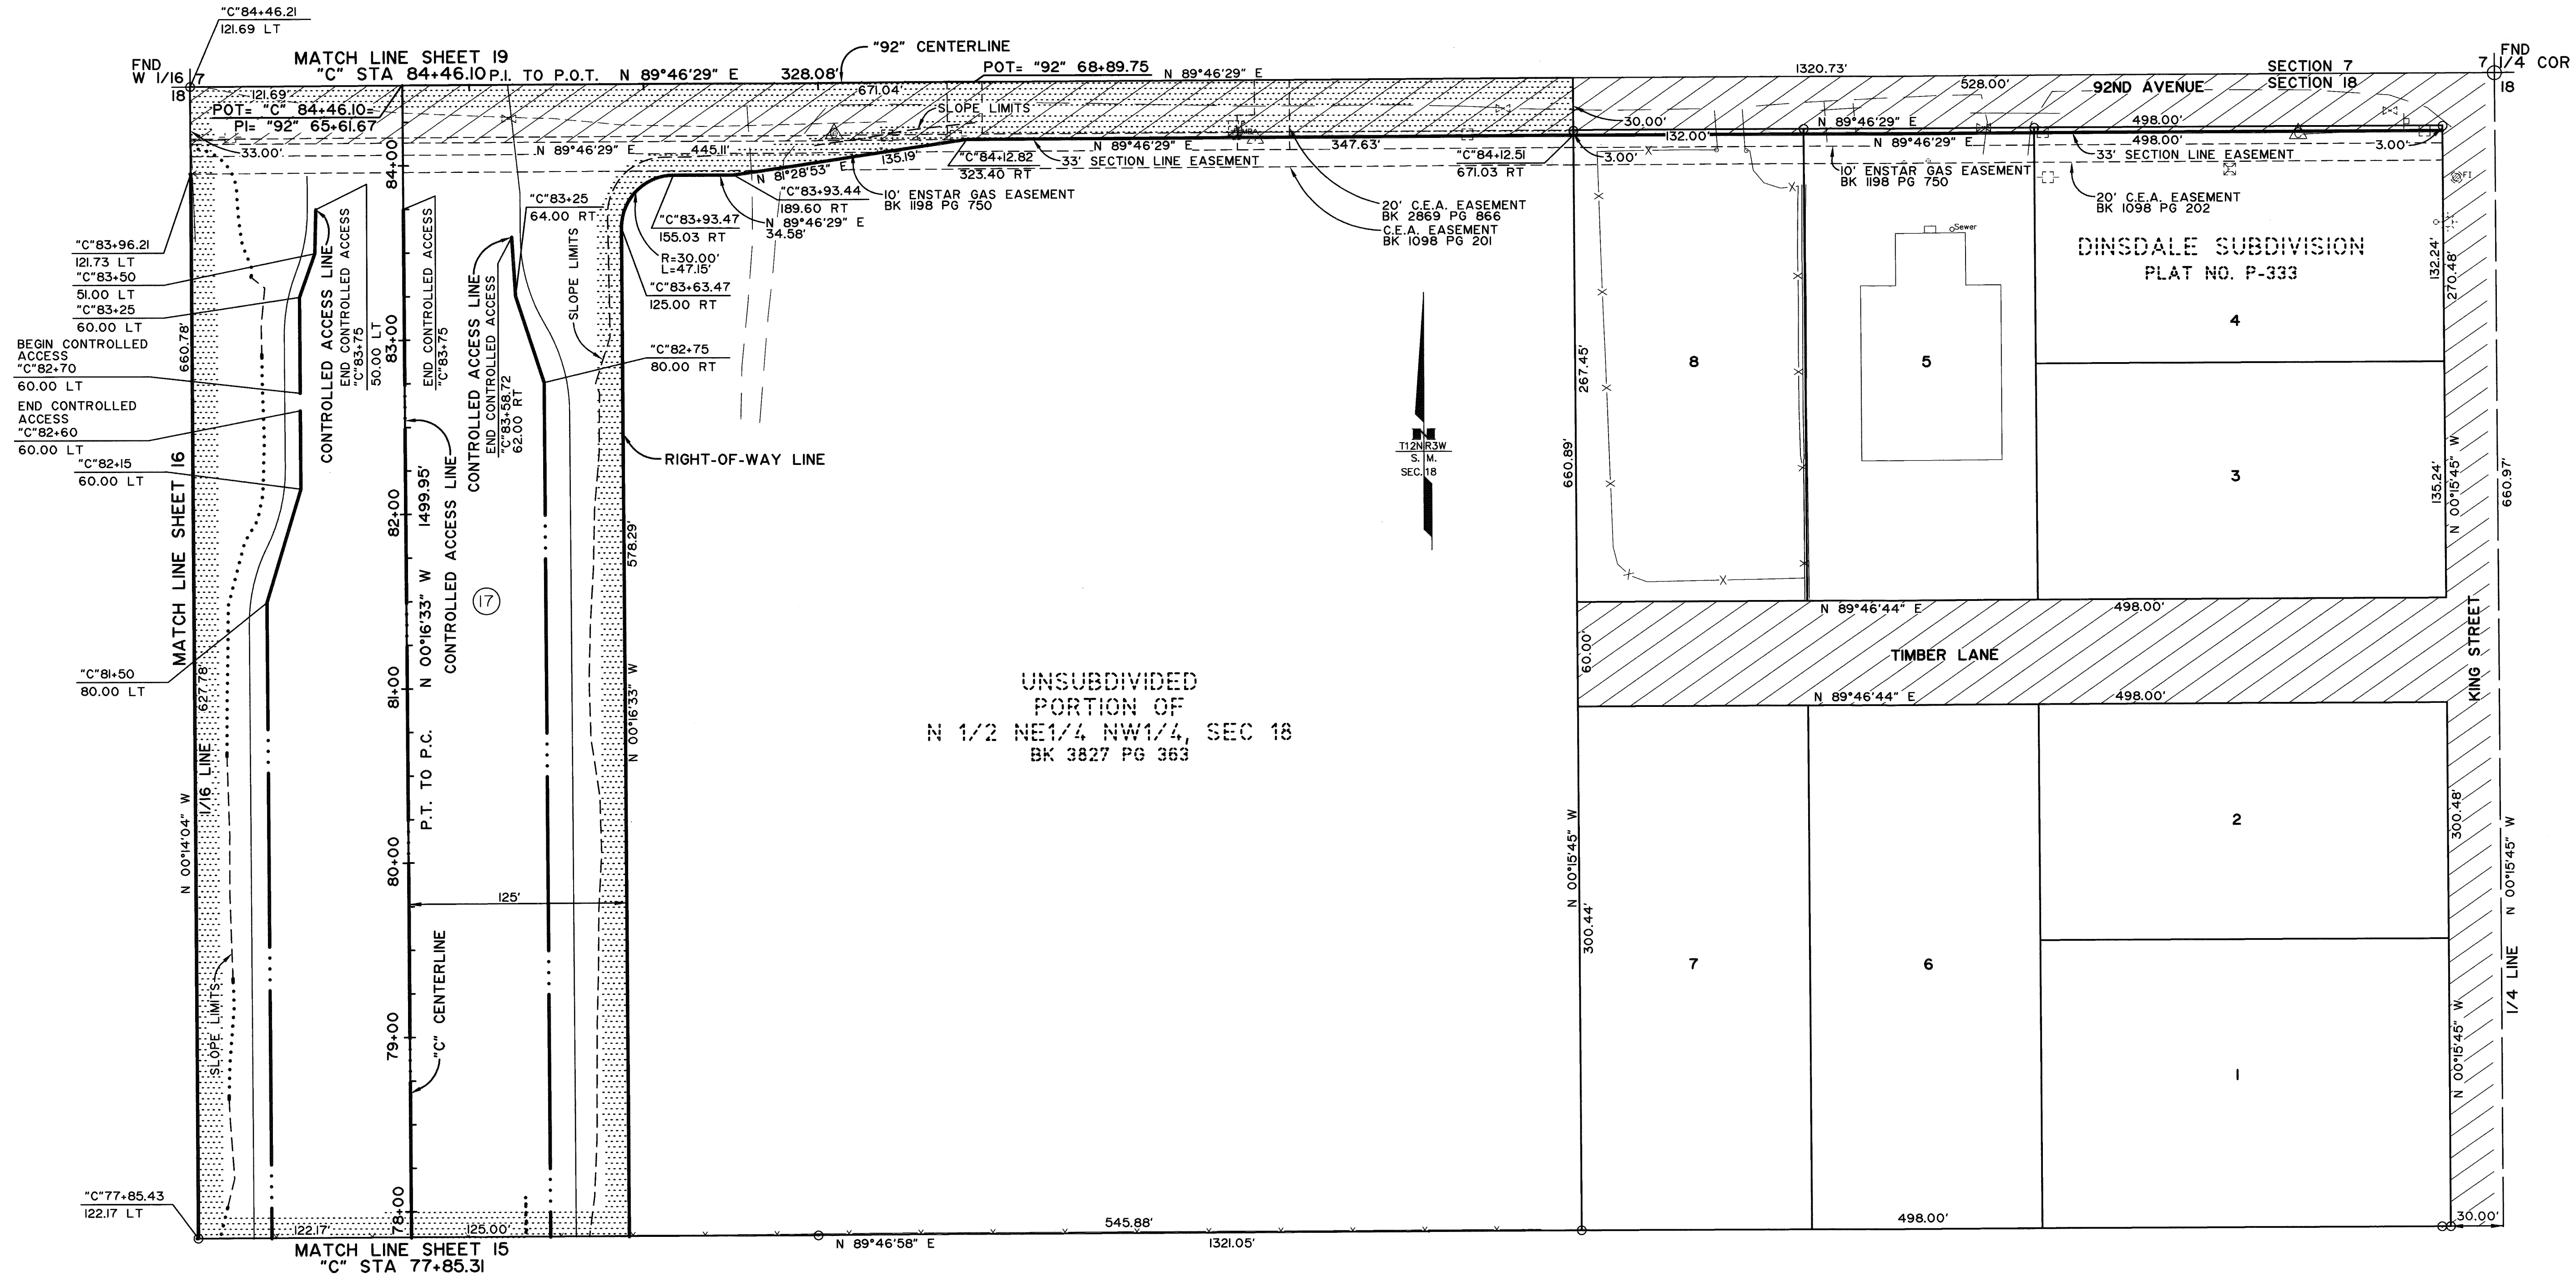 "C"84+46.21
121.69 LT
FND
W 1/16
7
18
MATCH LINE SHEET 19
"C" STA 84+46.10
P.I. TO P.O.T. N 89°46'29" E 328.08'
"92" CENTERLINE
POT= "92" 68+89.75
N 89°46'29" E
1320.73'
SECTION 7
SECTION 18
7
18
FND
1/4 COR
121.69'
POT= "C" 84+46.10=
PI= "92" 65+61.67
671.04'
SLOPE LIMITS
528.00'
92ND AVENUE
33.00'
N 89°46'29" E
445.11'
135.19'
N 81°28'53" E
"C"84+12.82
323.40 RT
N 89°46'29" E
33' SECTION LINE EASEMENT
347.63'
"C"84+12.51
671.03 RT
30.00'
3.00'
132.00'
N 89°46'29" E
498.00'
N 89°46'29" E
498.00'
3.00'
33' SECTION LINE EASEMENT
10' ENSTAR GAS EASEMENT
BK 1198 PG 750
20' C.E.A. EASEMENT
BK 1098 PG 202
84+00
"C"83+25
64.00 RT
"C"83+93.47
155.03 RT
"C"83+93.44
189.60 RT
N 89°46'29" E
34.58'
10' ENSTAR GAS EASEMENT
BK 1198 PG 750
20' C.E.A. EASEMENT
BK 2869 PG 866
C.E.A. EASEMENT
BK 1098 PG 201
R=30.00'
L=47.15'
"C"83+63.47
125.00 RT
"C"83+96.21
121.73 LT
"C"83+50
51.00 LT
"C"83+25
60.00 LT
BEGIN CONTROLLED
ACCESS
"C"82+70
60.00 LT
END CONTROLLED
ACCESS
"C"82+60
60.00 LT
"C"82+15
60.00 LT
"C"81+50
80.00 LT
"C"77+85.43
122.17 LT
MATCH LINE SHEET 16
660.78'
627.78'
1/16 LINE
N 00°14'04" W
SLOPE LIMITS
CONTROLLED ACCESS LINE
END CONTROLLED ACCESS
"C"83+75
50.00 LT
END CONTROLLED ACCESS
"C"83+75
CONTROLLED ACCESS LINE
END CONTROLLED ACCESS
"C"83+58.72
62.00 RT
SLOPE LIMITS
"C"82+75
80.00 RT
RIGHT-OF-WAY LINE
83+00
82+00
81+00
80+00
79+00
78+00
P.T. TO P.C. N 00°16'33" W 1499.95'
CONTROLLED ACCESS LINE
17
578.29'
N 00°16'33" W
125'
"C" CENTERLINE
T12N R3W
S. M.
SEC. 18
UNSUBDIVIDED
PORTION OF
N 1/2 NE1/4 NW1/4, SEC 18
BK 3827 PG 363
267.45'
660.89'
60.00'
N 00°15'45" W
300.44'
Sewer
FI
DINSDALE SUBDIVISION
PLAT NO. P-333
8
5
4
3
132.24'
270.48'
135.24'
N 00°15'45" W
660.97'
N 89°46'44" E
498.00'
TIMBER LANE
KING STREET
N 89°46'44" E
498.00'
7
6
2
1
300.48'
N 00°15'45" W
N 00°15'45" W
1/4 LINE
122.17'
125.00'
545.88'
498.00'
30.00'
MATCH LINE SHEET 15
"C" STA 77+85.31
N 89°46'58" E
1321.05'